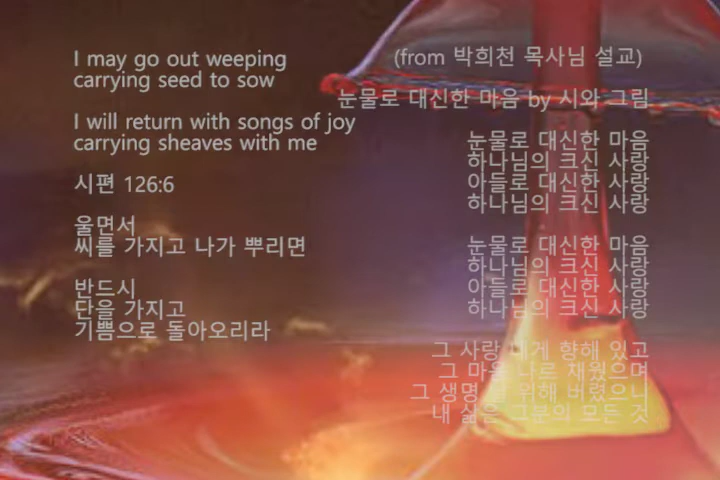 I may go out weeping
carrying seed to sow
I will return with songs of joy
carrying sheaves with me
시편 126:6
울면서
씨를 가지고 나가 뿌리면
반드시
단을 가지고
기쁨으로 돌아오리라
(from 박희천 목사님 설교)
눈물로 대신한 마음 by 시와 그림
눈물로 대신한 마음
하나님의 크신 사랑
아들로 대신한 사랑
하나님의 크신 사랑
눈물로 대신한 마음
하나님의 크신 사랑
아들로 대신한 사랑
하나님의 크신 사랑
그 사랑 내게 향해 있고
그 마음 나로 채웠으며
그 생명 위해 버렸으니
내 삶은 그분의 모든 것